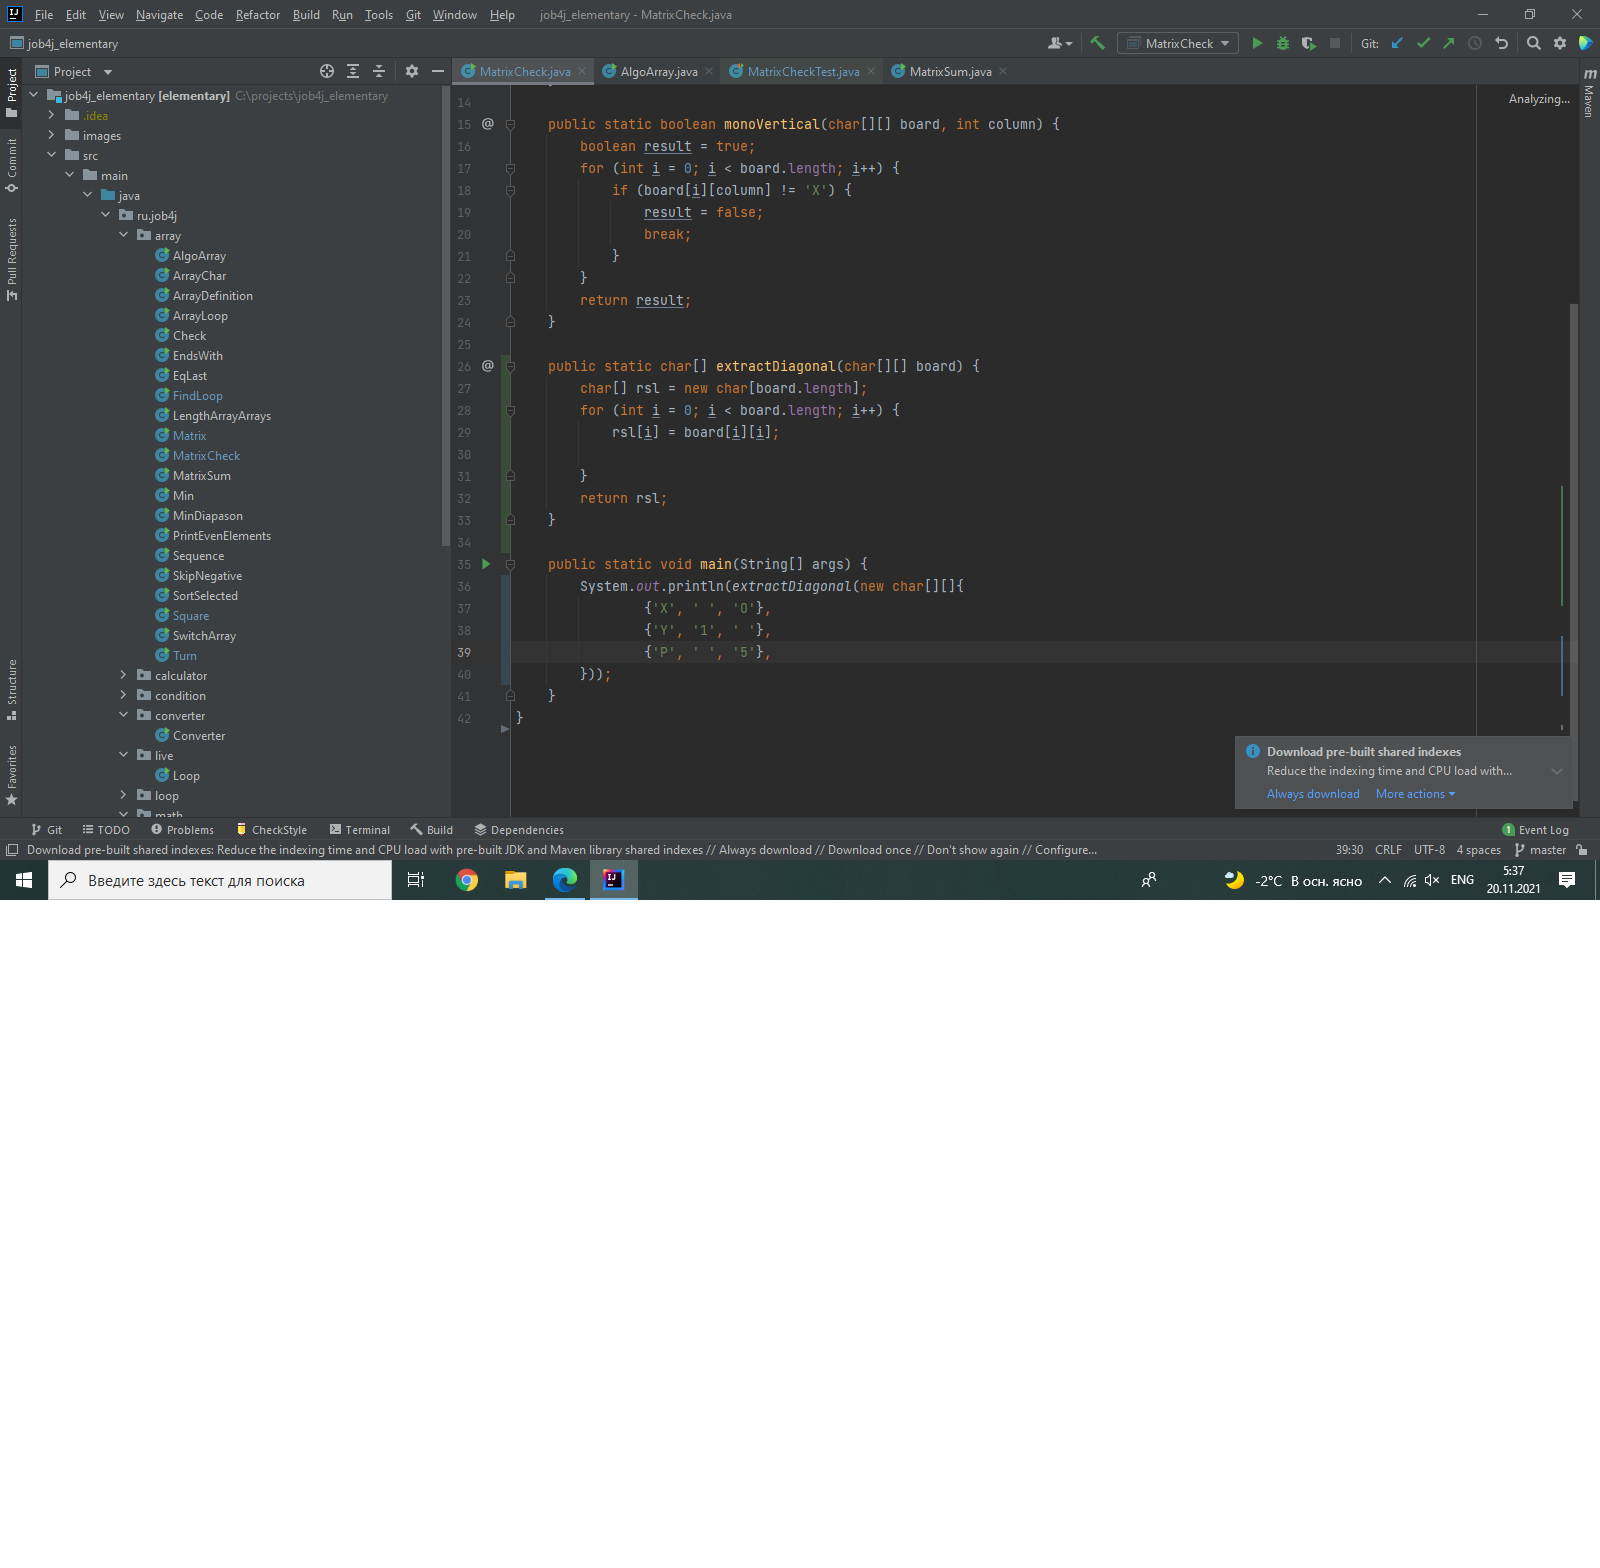 File Edit View Navigate Code Refactor Build Run Tools Git Window Help job4j_elementary - MatrixCheck.java
job4j_elementary MatrixCheck Git:
Project MatrixCheck.java AlgoArray.java MatrixCheckTest.java MatrixSum.java
job4j_elementary [elementary] C:\projects\job4j_elementary
.idea
images
src
main
java
ru.job4j
array
AlgoArray
ArrayChar
ArrayDefinition
ArrayLoop
Check
EndsWith
EqLast
FindLoop
LengthArrayArrays
Matrix
MatrixCheck
MatrixSum
Min
MinDiapason
PrintEvenElements
Sequence
SkipNegative
SortSelected
Square
SwitchArray
Turn
calculator
condition
converter
Converter
live
Loop
loop
math
Project
Commit
Pull Requests
Structure
Favorites
Maven
Analyzing...
14
15 @ public static boolean monoVertical(char[][] board, int column) {
16 boolean result = true;
17 for (int i = 0; i < board.length; i++) {
18 if (board[i][column] != 'X') {
19 result = false;
20 break;
21 }
22 }
23 return result;
24 }
25
26 @ public static char[] extractDiagonal(char[][] board) {
27 char[] rsl = new char[board.length];
28 for (int i = 0; i < board.length; i++) {
29 rsl[i] = board[i][i];
30
31 }
32 return rsl;
33 }
34
35 public static void main(String[] args) {
36 System.out.println(extractDiagonal(new char[][]{
37 {'X', ' ', 'O'},
38 {'Y', '1', ' '},
39 {'P', ' ', '5'},
40 }));
41 }
42 }
Download pre-built shared indexes
Reduce the indexing time and CPU load with...
Always download More actions
Git TODO Problems CheckStyle Terminal Build Dependencies 1 Event Log
Download pre-built shared indexes: Reduce the indexing time and CPU load with pre-built JDK and Maven library shared indexes // Always download // Download once // Don't show again // Configure... 39:30 CRLF UTF-8 4 spaces master
Введите здесь текст для поиска -2°C В осн. ясно ENG 5:37
20.11.2021